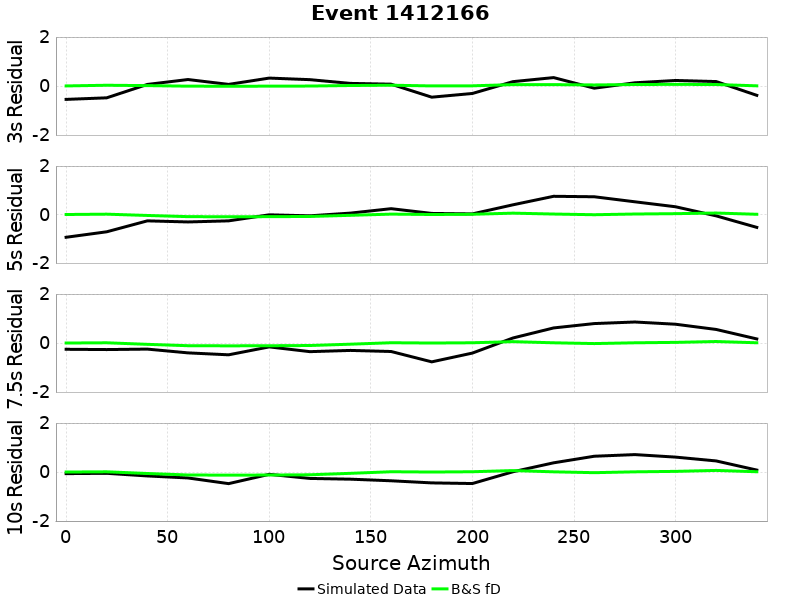 Event 1412166
3s Residual
2
0
-2
5s Residual
2
0
-2
7.5s Residual
2
0
-2
10s Residual
2
0
-2
0 50 100 150 200 250 300
Source Azimuth
Simulated Data B&S fD